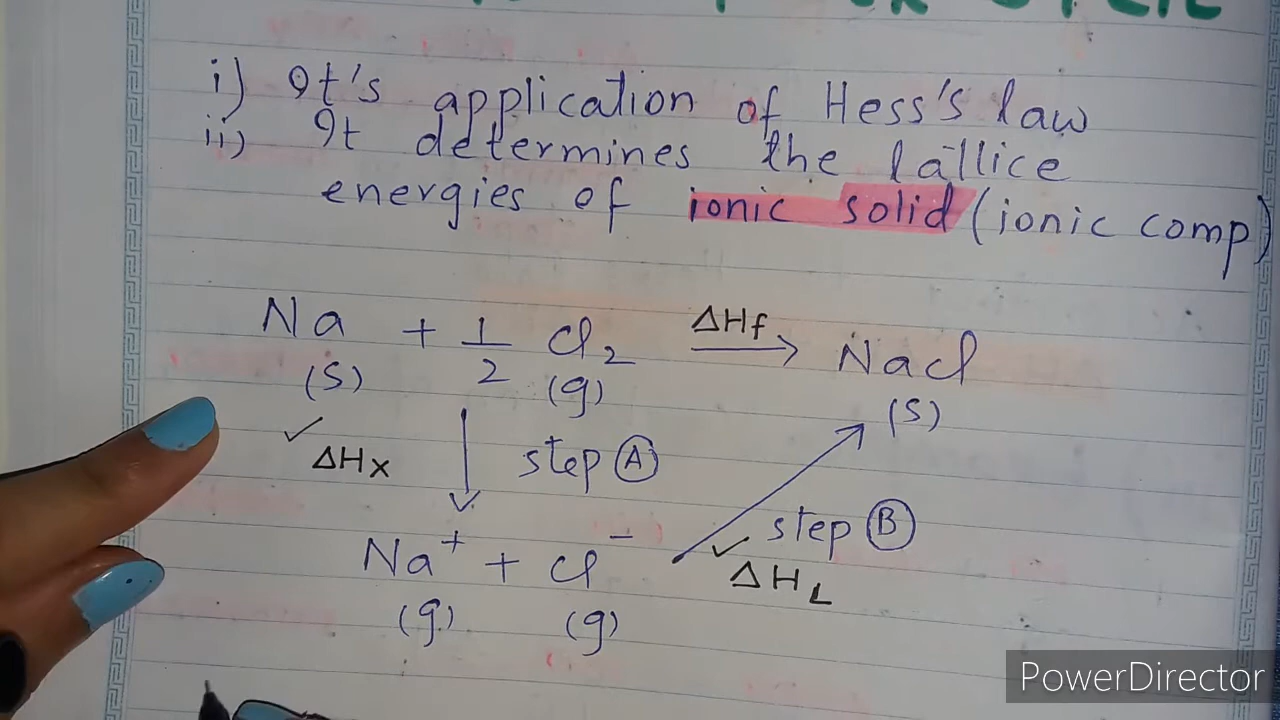 i) It's application of Hess's law
ii) It determines the lattice
energies of ionic solid (ionic comp)
Na + 1/2 Cl₂ ΔHf → NaCl
(s) (g) (s)
✓ ΔHx ↓ step Ⓐ
step Ⓑ
Na⁺ + Cl⁻ ✓ ΔHL
(g) (g)
PowerDirector